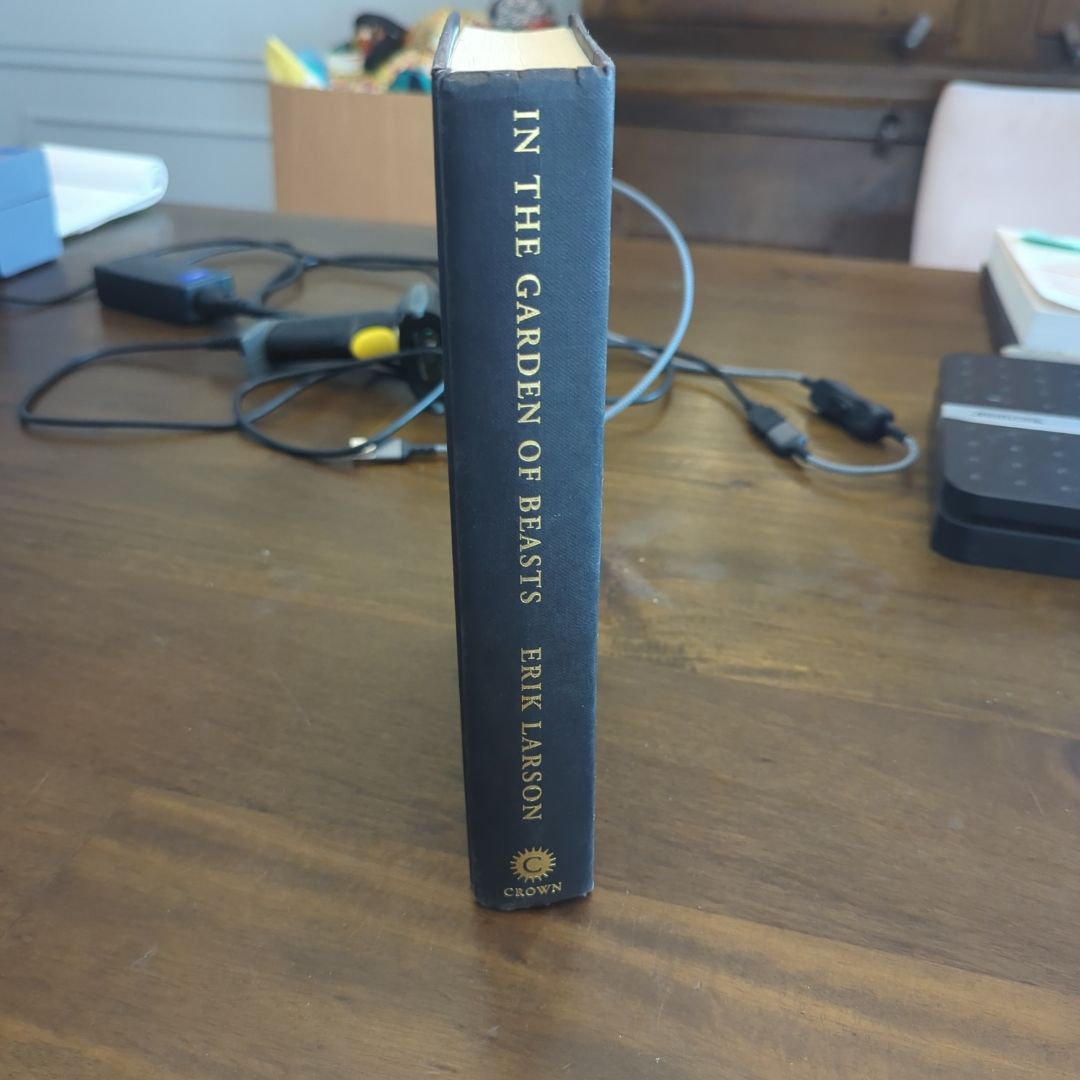 IN THE GARDEN OF BEASTS ERIK LARSON
C
CROWN